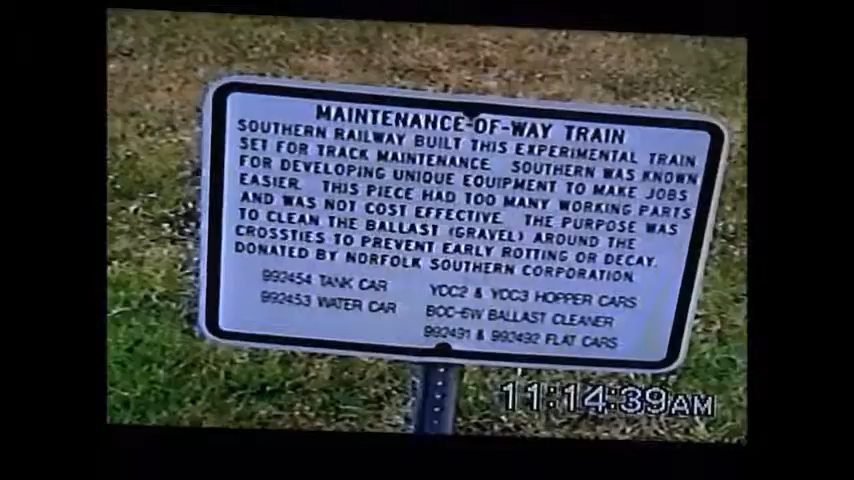 MAINTENANCE-OF-WAY TRAIN
SOUTHERN RAILWAY BUILT THIS EXPERIMENTAL TRAIN
SET FOR TRACK MAINTENANCE. SOUTHERN WAS KNOWN
FOR DEVELOPING UNIQUE EQUIPMENT TO MAKE JOBS
EASIER. THIS PIECE HAD TOO MANY WORKING PARTS
AND WAS NOT COST EFFECTIVE. THE PURPOSE WAS
TO CLEAN THE BALLAST (GRAVEL) AROUND THE
CROSSTIES TO PREVENT EARLY ROTTING OR DECAY.
DONATED BY NORFOLK SOUTHERN CORPORATION.
992454 TANK CAR
992453 WATER CAR
YCC2 & YCC3 HOPPER CARS
BCC-6W BALLAST CLEANER
992491 & 992492 FLAT CARS
11:14:39AM